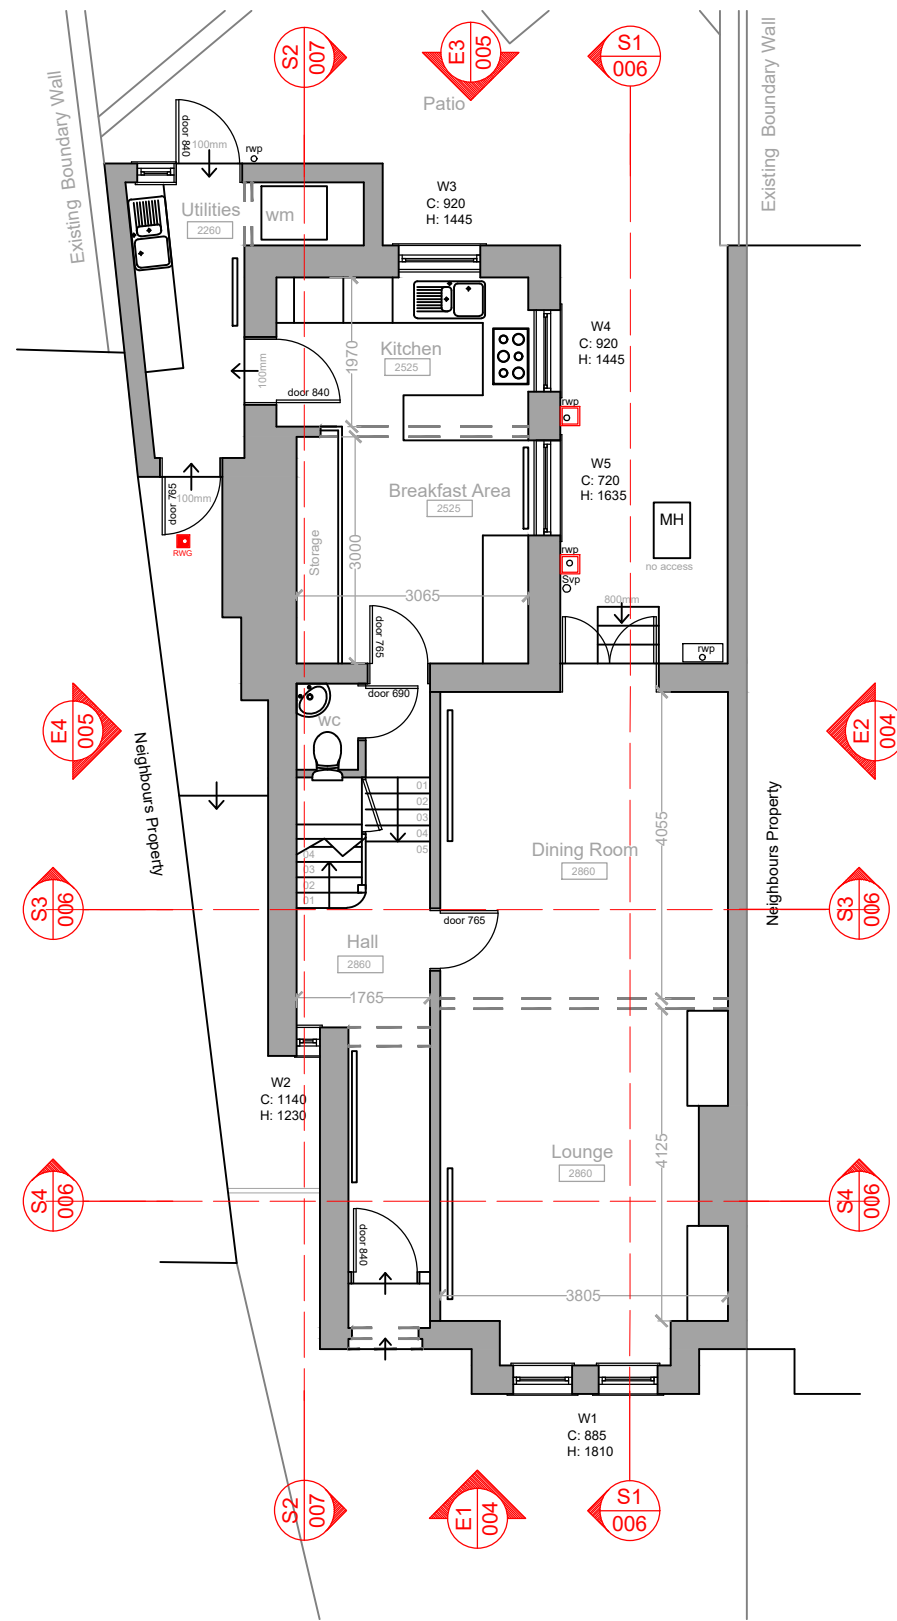 S2
007
E3
005
S1
006
Existing Boundary Wall
Existing Boundary Wall
Patio
door 840
100mm
rwp
W3
C: 920
H: 1445
Utilities
2260
wm
W4
C: 920
H: 1445
Kitchen
2525
1970
100mm
door 840
rwp
W5
C: 720
H: 1635
Breakfast Area
2525
door 765
100mm
RWG
Storage
3000
MH
no access
rwp
Svp
3065
800mm
door 765
rwp
door 690
wc
E4
005
E2
004
Neighbours Property
Neighbours Property
01
02
03
04
05
04
03
02
01
Dining Room
2860
4055
S3
006
S3
006
door 765
Hall
2860
1765
W2
C: 1140
H: 1230
Lounge
2860
4125
S4
006
S4
006
door 840
3805
W1
C: 885
H: 1810
S2
007
E1
004
S1
006